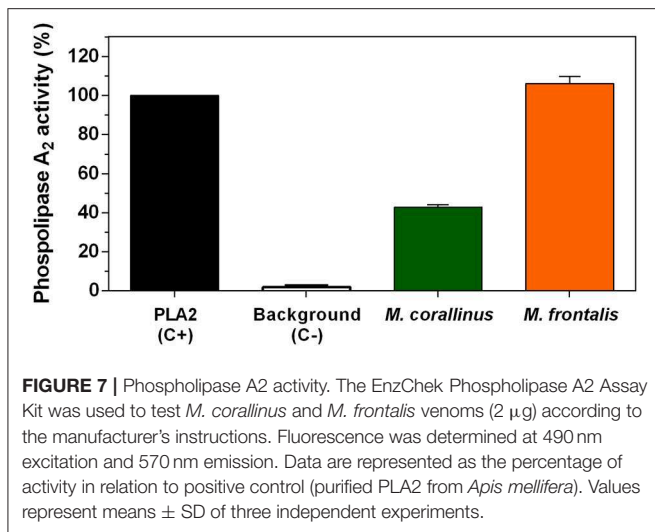 Phospolipase A2 activity (%)
120
100
80
60
40
20
0
PLA2
(C+)
Background
(C-)
M. corallinus
M. frontalis
FIGURE 7 | Phospholipase A2 activity. The EnzChek Phospholipase A2 Assay
Kit was used to test M. corallinus and M. frontalis venoms (2 μg) according to
the manufacturer's instructions. Fluorescence was determined at 490 nm
excitation and 570 nm emission. Data are represented as the percentage of
activity in relation to positive control (purified PLA2 from Apis mellifera). Values
represent means ± SD of three independent experiments.